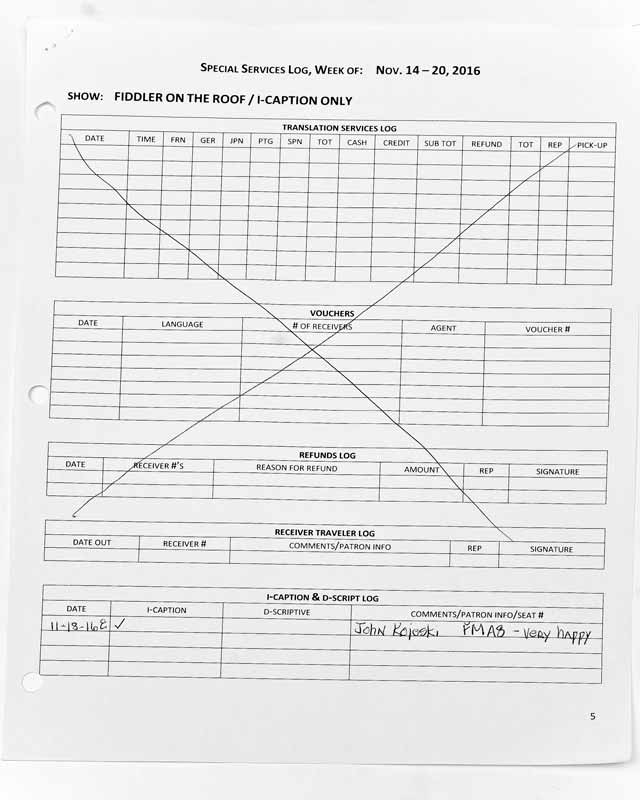 SPECIAL SERVICES LOG, WEEK OF: NOV. 14 – 20, 2016
SHOW: FIDDLER ON THE ROOF / I-CAPTION ONLY
TRANSLATION SERVICES LOG
DATE TIME FRN GER JPN PTG SPN TOT CASH CREDIT SUB TOT REFUND TOT REP PICK-UP
VOUCHERS
DATE LANGUAGE # OF RECEIVERS AGENT VOUCHER #
REFUNDS LOG
DATE RECEIVER #'S REASON FOR REFUND AMOUNT REP SIGNATURE
RECEIVER TRAVELER LOG
DATE OUT RECEIVER # COMMENTS/PATRON INFO REP SIGNATURE
I-CAPTION & D-SCRIPT LOG
DATE I-CAPTION D-SCRIPTIVE COMMENTS/PATRON INFO/SEAT #
11-18-16 ✓ John - very happy
5